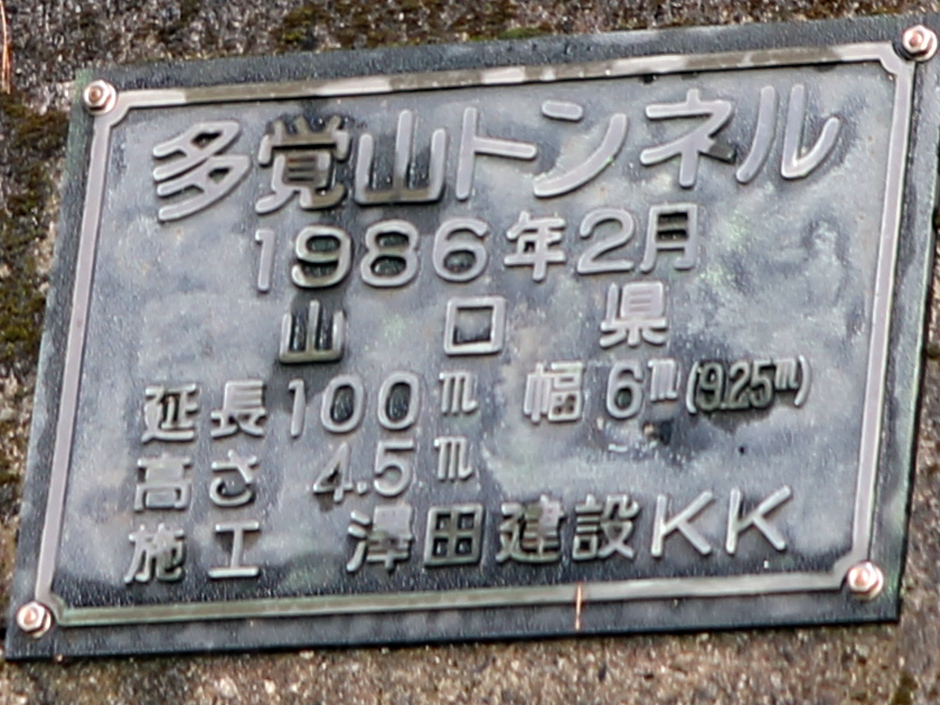 多覚山トンネル
1986年2月
山口県
延長100m 幅6m(9.25m)
高さ 4.5m
施工 澤田建設KK